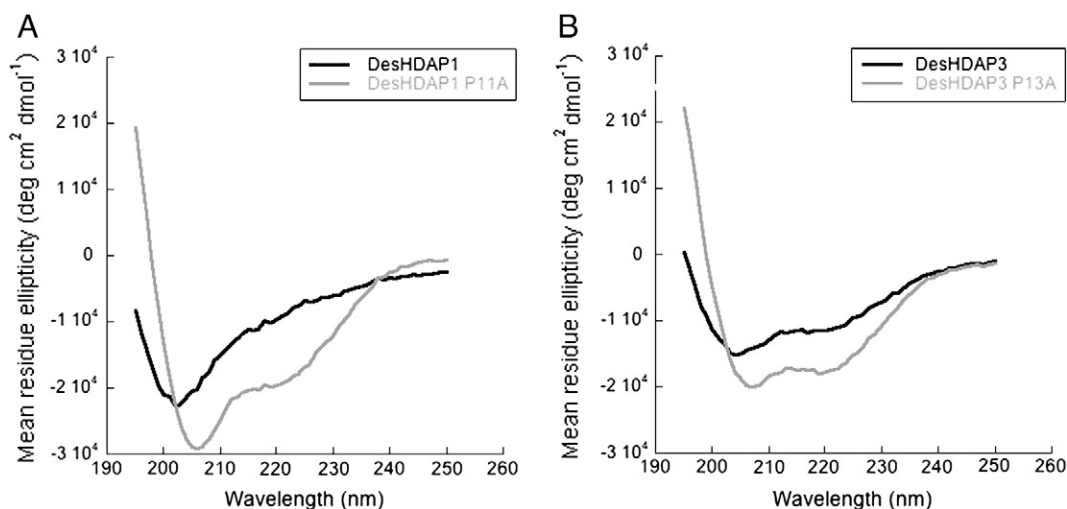 A
Mean residue ellipticity (deg cm² dmol⁻¹)
3 10⁴
2 10⁴
1 10⁴
0
-1 10⁴
-2 10⁴
-3 10⁴
DesHDAP1
DesHDAP1 P11A
190 200 210 220 230 240 250 260
Wavelength (nm)
B
Mean residue ellipticity (deg cm² dmol⁻¹)
3 10⁴
2 10⁴
1 10⁴
0
-1 10⁴
-2 10⁴
-3 10⁴
DesHDAP3
DesHDAP3 P13A
190 200 210 220 230 240 250 260
Wavelength (nm)